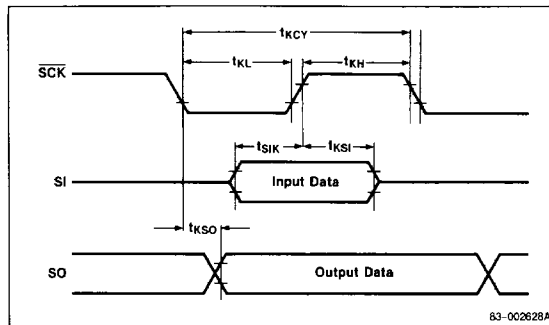 tKCY
tKL
tKH
SCK
tSIK
tKSI
SI
Input Data
tKSO
SO
Output Data
83-002628A